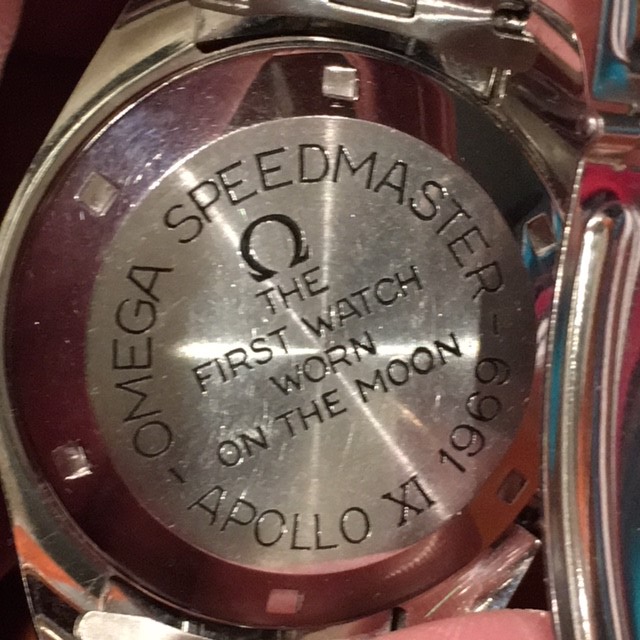 - OMEGA SPEEDMASTER -
Ω
THE
FIRST WATCH
WORN
ON THE MOON
APOLLO XI 1969